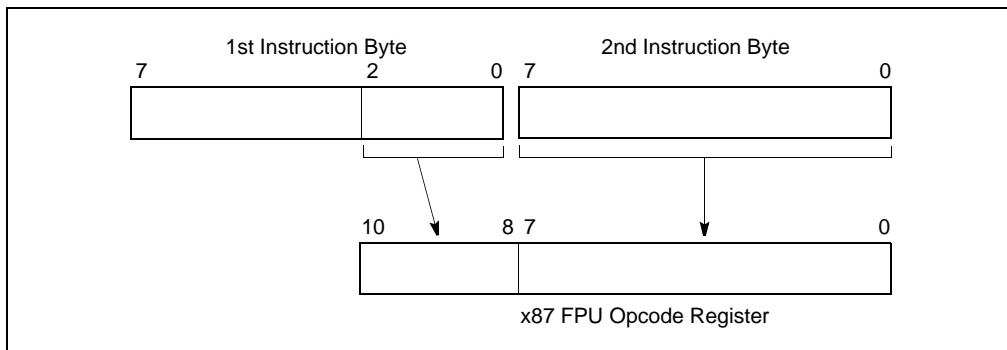 1st Instruction Byte 2nd Instruction Byte
7 2 0 7 0
10 8 7 0
x87 FPU Opcode Register